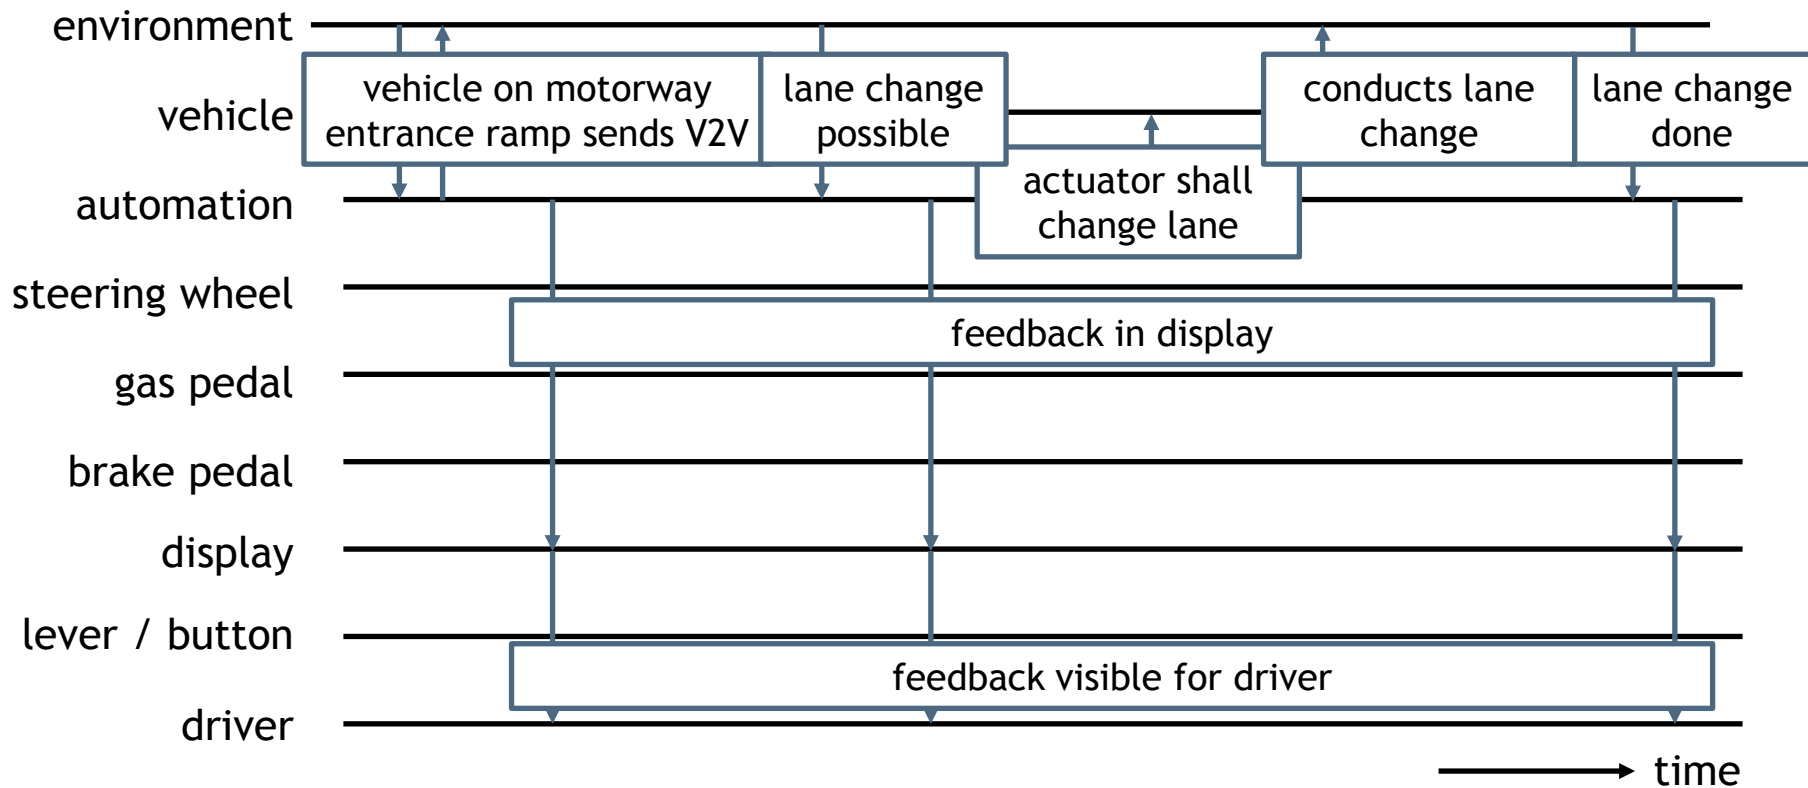 environment
vehicle
automation
steering wheel
gas pedal
brake pedal
display
lever / button
driver
vehicle on motorway
entrance ramp sends V2V
lane change
possible
actuator shall
change lane
conducts lane
change
lane change
done
feedback in display
feedback visible for driver
time